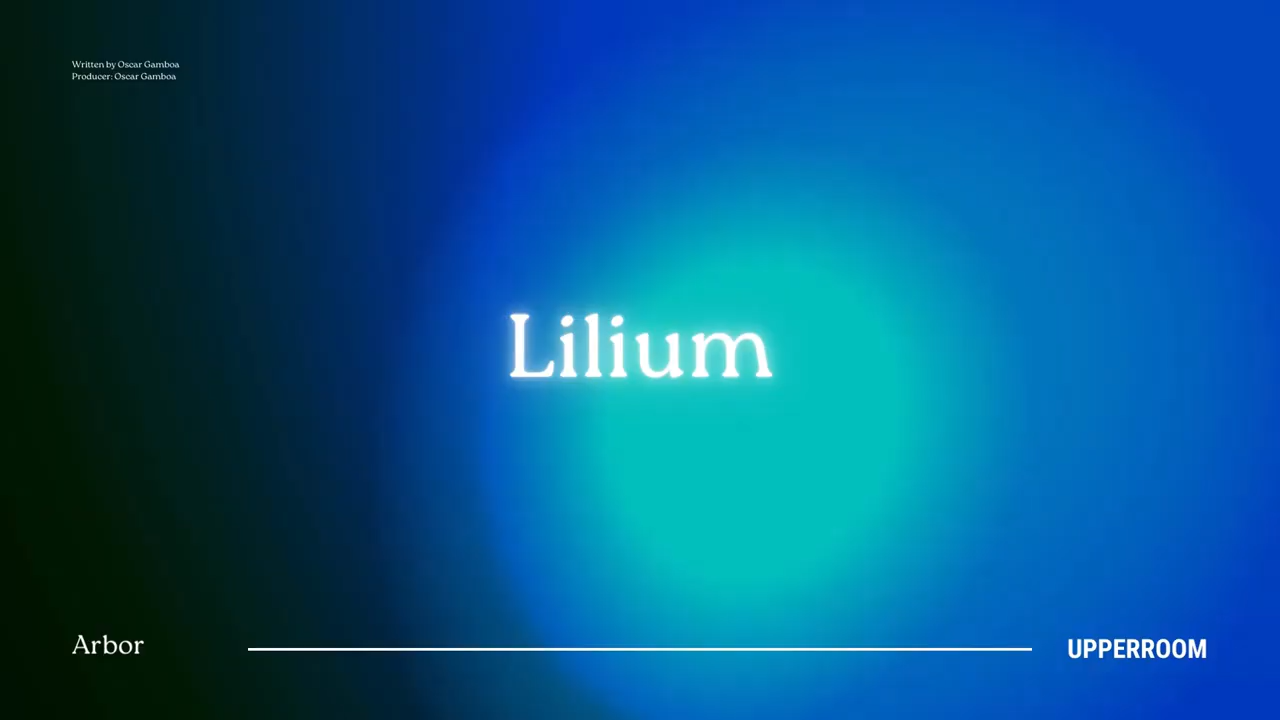 Written by Oscar Gamboa
Producer: Oscar Gamboa
Lilium
Arbor
UPPERROOM